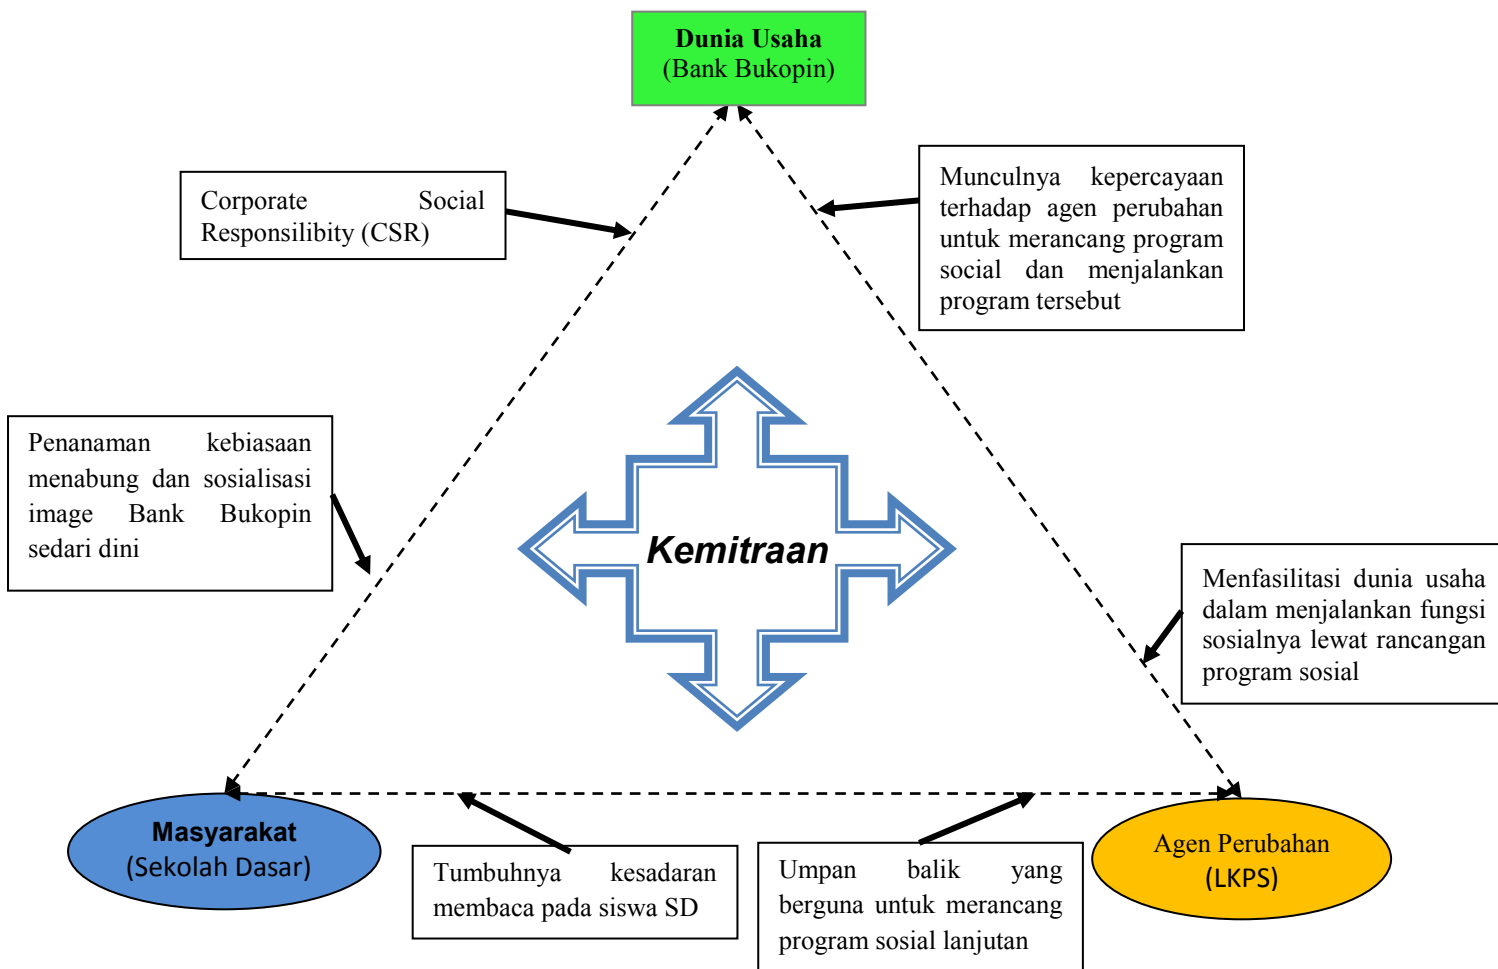 Dunia Usaha
(Bank Bukopin)
Corporate Social
Responsilibity (CSR)
Munculnya kepercayaan
terhadap agen perubahan
untuk merancang program
social dan menjalankan
program tersebut
Penanaman kebiasaan
menabung dan sosialisasi
image Bank Bukopin
sedari dini
Kemitraan
Menfasilitasi dunia usaha
dalam menjalankan fungsi
sosialnya lewat rancangan
program sosial
Masyarakat
(Sekolah Dasar)
Tumbuhnya kesadaran
membaca pada siswa SD
Umpan balik yang
berguna untuk merancang
program sosial lanjutan
Agen Perubahan
(LKPS)